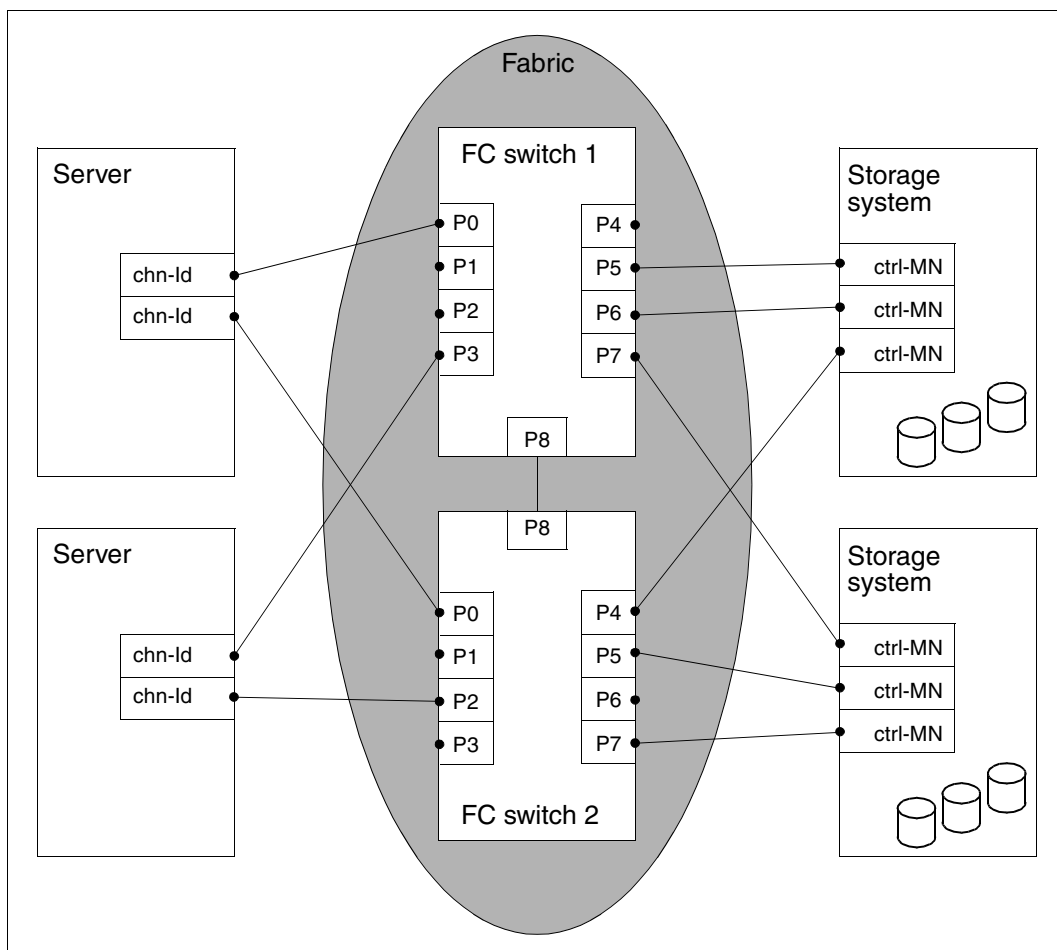 Fabric
FC switch 1
Server
chn-Id
chn-Id
P0
P1
P2
P3
P4
P5
P6
P7
P8
Storage
system
ctrl-MN
ctrl-MN
ctrl-MN
Server
chn-Id
chn-Id
P8
P0
P1
P2
P3
P4
P5
P6
P7
FC switch 2
Storage
system
ctrl-MN
ctrl-MN
ctrl-MN